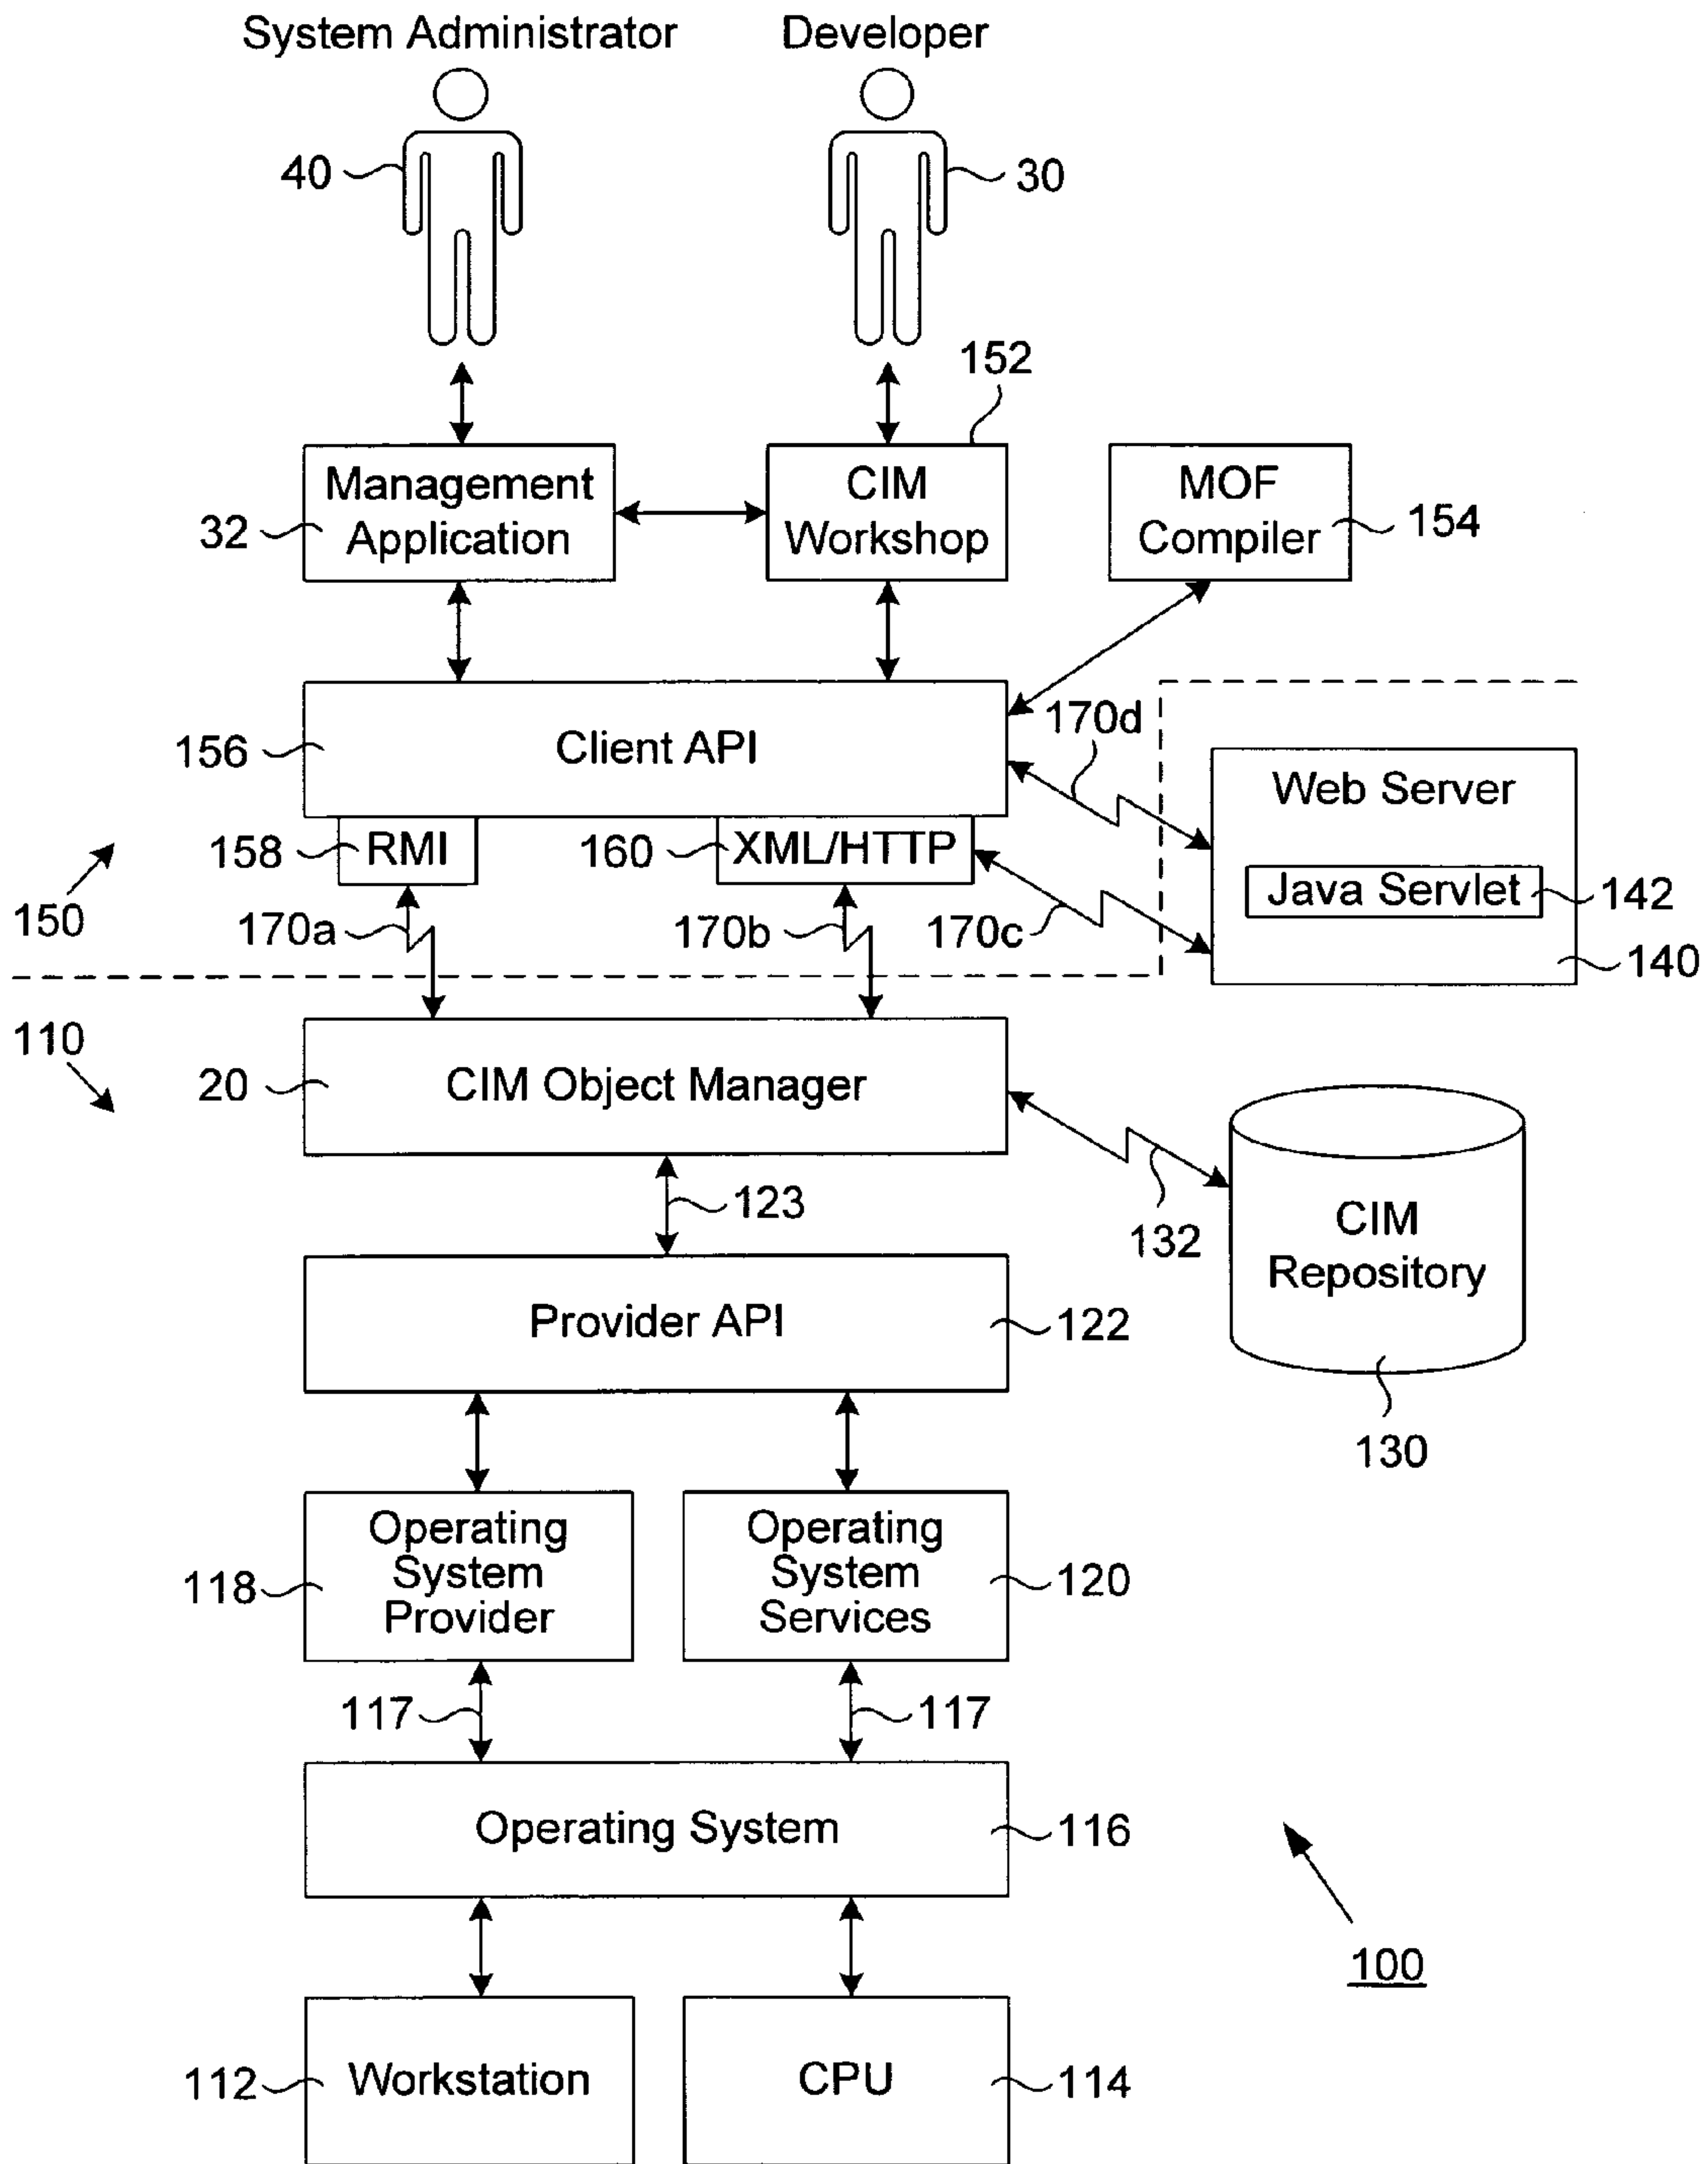 System Administrator
Developer
40
30
152
Management
Application
32
CIM
Workshop
MOF
Compiler
154
170d
156
Client API
Web Server
158
RMI
160
XML/HTTP
Java Servlet
142
150
170a
170b
170c
140
110
20
CIM Object Manager
123
132
CIM
Repository
Provider API
122
130
Operating
System
Provider
118
Operating
System
Services
120
117
117
Operating System
116
100
112
Workstation
CPU
114